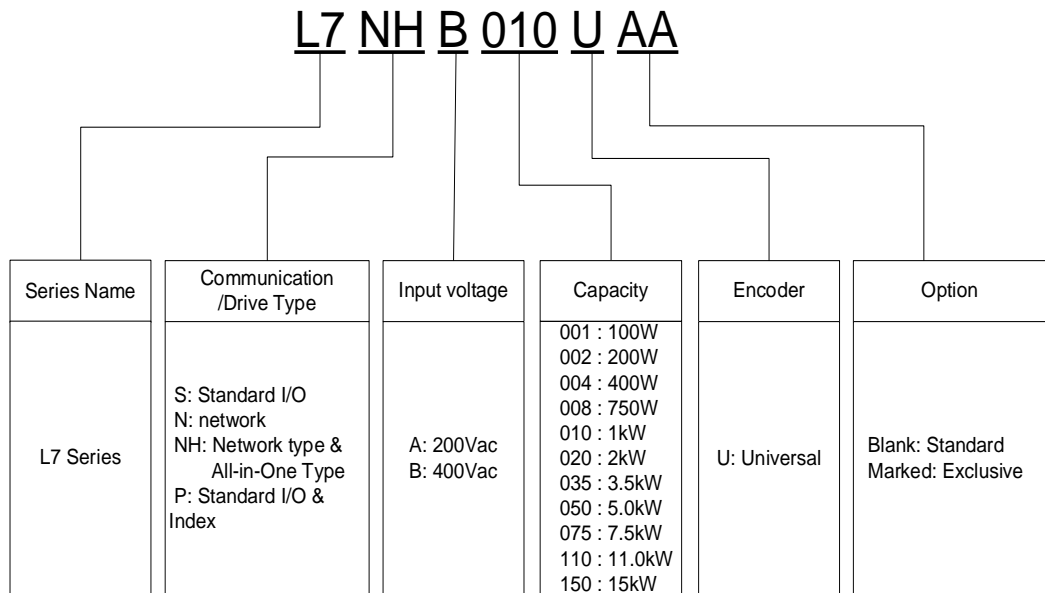 L7 NH B 010 U AA
Series Name
L7 Series
Communication
/Drive Type
S: Standard I/O
N: network
NH: Network type &
All-in-One Type
P: Standard I/O &
Index
Input voltage
A: 200Vac
B: 400Vac
Capacity
001 : 100W
002 : 200W
004 : 400W
008 : 750W
010 : 1kW
020 : 2kW
035 : 3.5kW
050 : 5.0kW
075 : 7.5kW
110 : 11.0kW
150 : 15kW
Encoder
U: Universal
Option
Blank: Standard
Marked: Exclusive